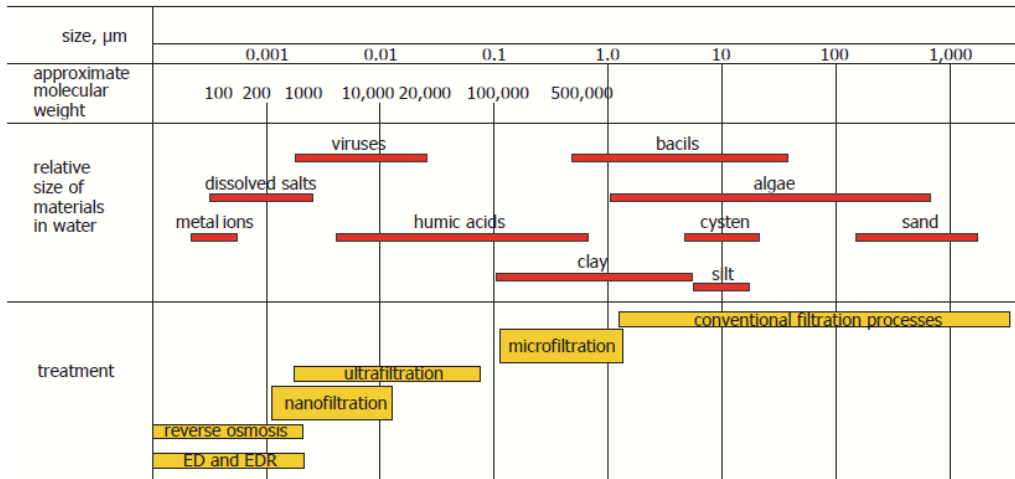 size, µm
0.001 0.01 0.1 1.0 10 100 1,000
approximate
molecular
weight
100 200 1000 10,000 20,000 100,000 500,000
relative
size of
materials
in water
viruses bacils
dissolved salts algae
metal ions humic acids cysten sand
clay silt
treatment
conventional filtration processes
microfiltration
ultrafiltration
nanofiltration
reverse osmosis
ED and EDR